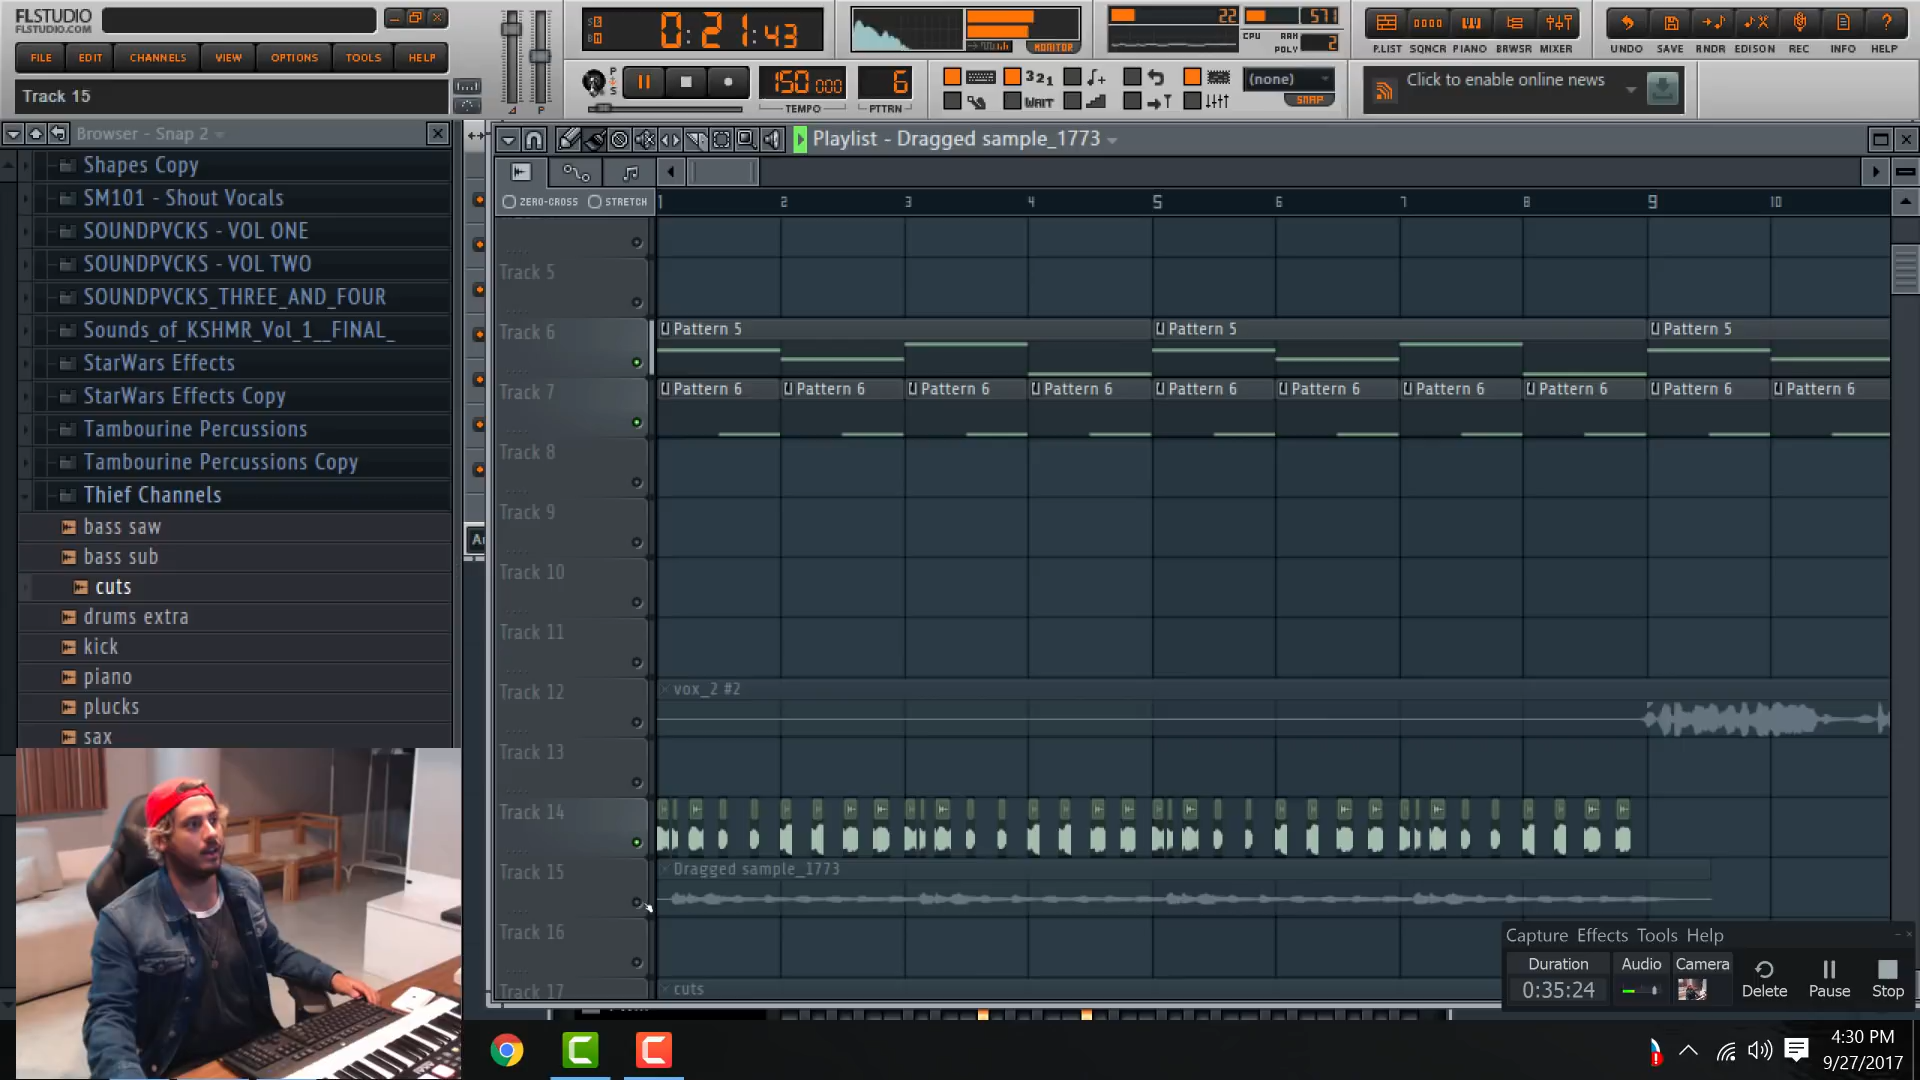 FLSTUDIO
FLSTUDIO.COM
FILE EDIT CHANNELS VIEW OPTIONS TOOLS HELP
Track 15
0:21:43
MONITOR
22
571
CPU RAM
POLY 2
P.LIST SQNCR PIANO BRWSR MIXER
UNDO SAVE RNDR EDISON REC INFO HELP
150 000
TEMPO
6
PTTRN
321
WAIT
(none)
SNAP
Click to enable online news
Browser - Snap 2
Shapes Copy
SM101 - Shout Vocals
SOUNDPVCKS - VOL ONE
SOUNDPVCKS - VOL TWO
SOUNDPVCKS_THREE_AND_FOUR
Sounds_of_KSHMR_Vol_1__FINAL_
StarWars Effects
StarWars Effects Copy
Tambourine Percussions
Tambourine Percussions Copy
Thief Channels
bass saw
bass sub
cuts
drums extra
kick
piano
plucks
sax
Playlist - Dragged sample_1773
ZERO-CROSS STRETCH
1 2 3 4 5 6 7 8 9 10
Track 5
Track 6
Pattern 5 Pattern 5 Pattern 5
Track 7
Pattern 6 Pattern 6 Pattern 6 Pattern 6 Pattern 6 Pattern 6 Pattern 6 Pattern 6 Pattern 6 Pattern 6
Track 8
Track 9
Track 10
Track 11
Track 12
vox_2 #2
Track 13
Track 14
Track 15
Dragged sample_1773
Track 16
Track 17
cuts
Capture Effects Tools Help
Duration Audio Camera
0:35:24
Delete Pause Stop
4:30 PM
9/27/2017